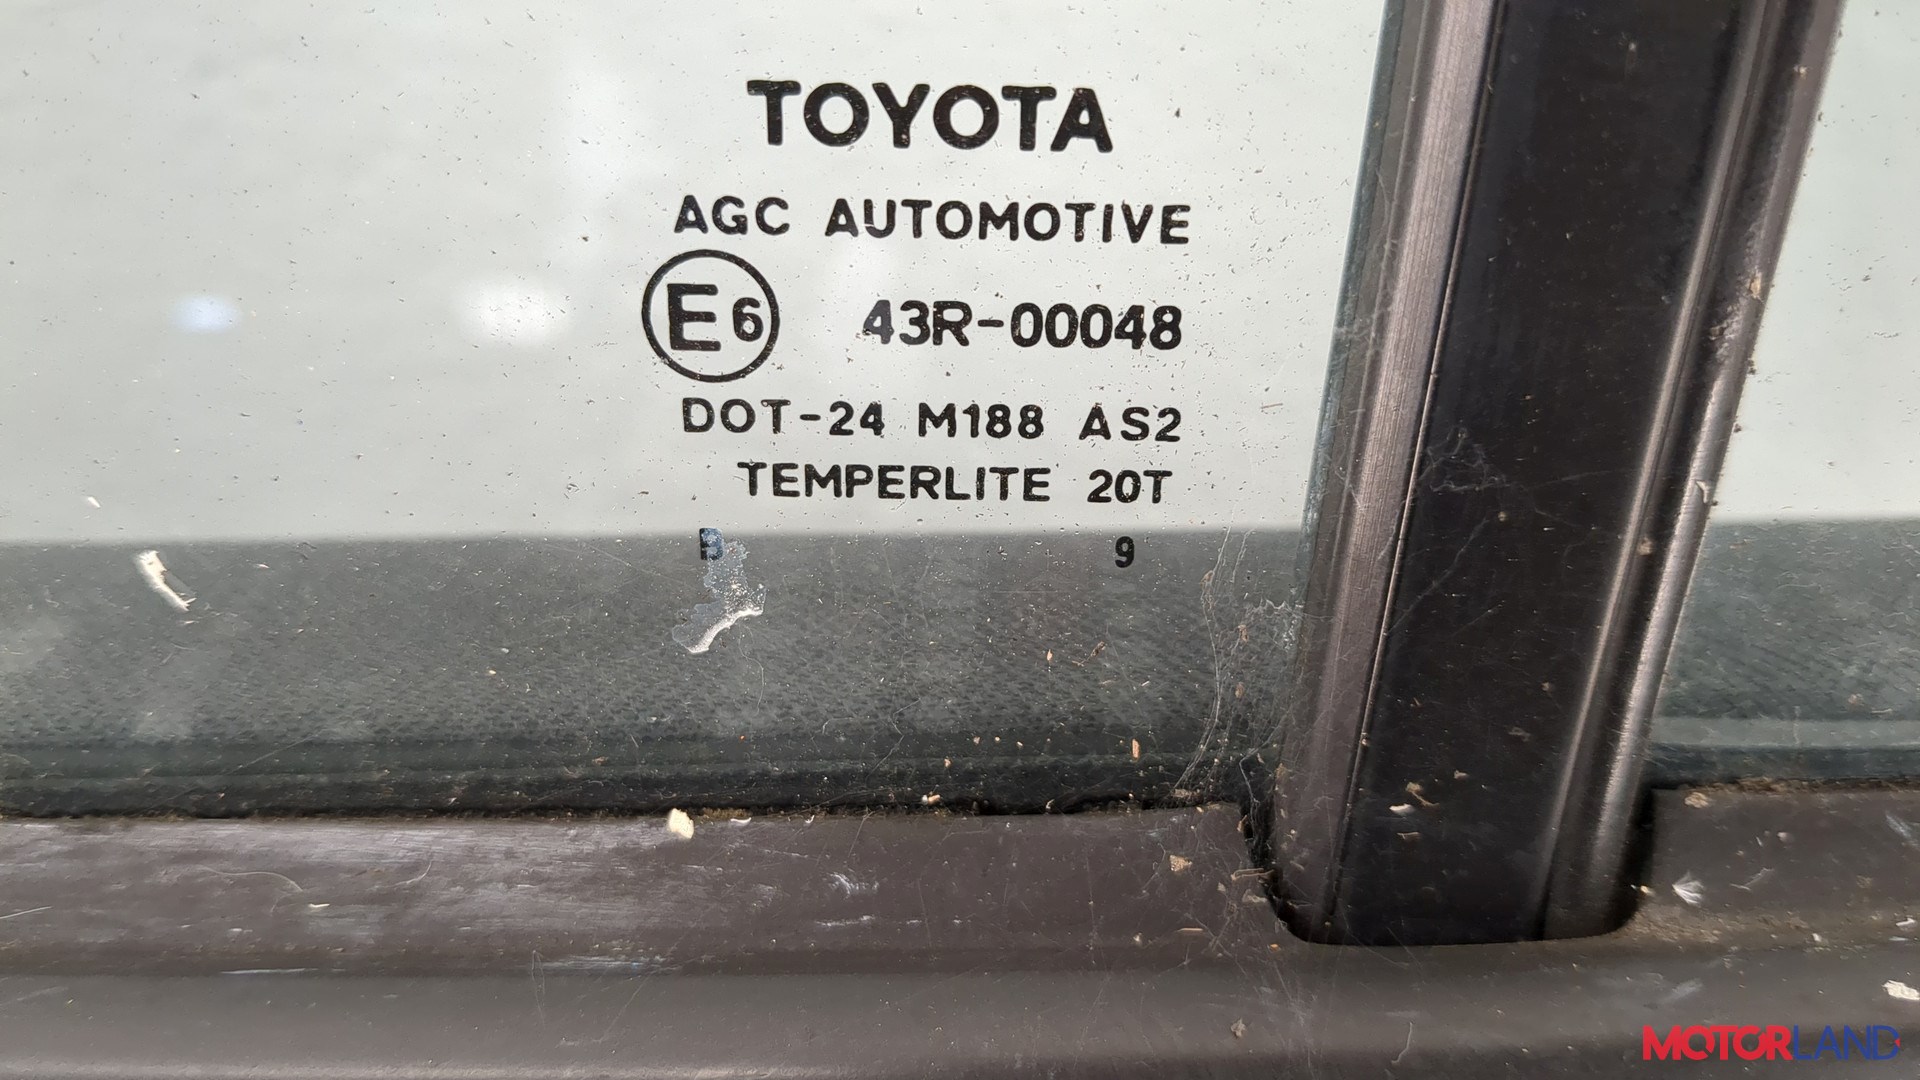 TOYOTA
AGC AUTOMOTIVE
E6 43R-00048
DOT-24 M188 AS2
TEMPERLITE 20T
9
MOTORLAND